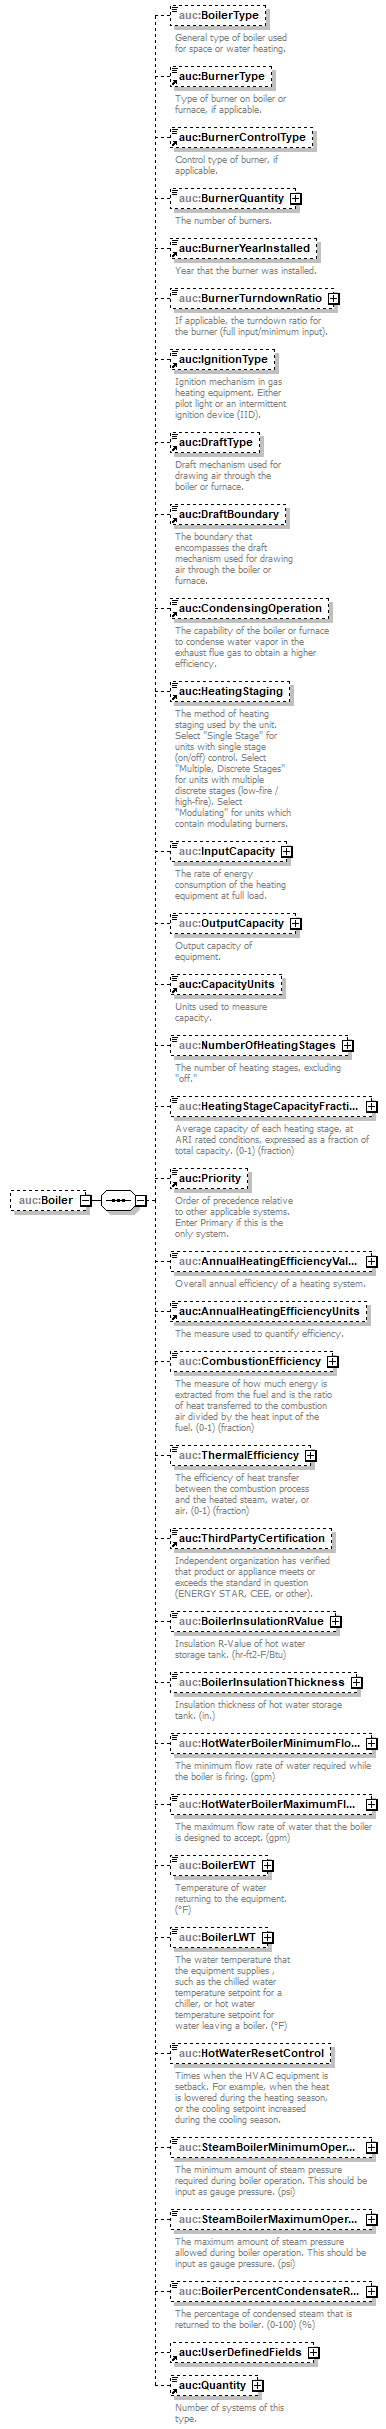 auc:BoilerType
General type of boiler used
for space or water heating.
auc:BurnerType
Type of burner on boiler or
furnace, if applicable.
auc:BurnerControlType
Control type of burner, if
applicable.
auc:BurnerQuantity
The number of burners.
auc:BurnerYearInstalled
Year that the burner was installed.
auc:BurnerTurndownRatio
If applicable, the turndown ratio for
the burner (full input/minimum input).
auc:IgnitionType
Ignition mechanism in gas
heating equipment. Either
pilot light or an intermittent
ignition device (IID).
auc:DraftType
Draft mechanism used for
drawing air through the
boiler or furnace.
auc:DraftBoundary
The boundary that
encompasses the draft
mechanism used for drawing
air through the boiler or
furnace.
auc:CondensingOperation
The capability of the boiler or furnace
to condense water vapor in the
exhaust flue gas to obtain a higher
efficiency.
auc:HeatingStaging
The method of heating
staging used by the unit.
Select "Single Stage" for
units with single stage
(on/off) control. Select
"Multiple, Discrete Stages"
for units with multiple
discrete stages (low-fire /
high-fire). Select
"Modulating" for units which
contain modulating burners.
auc:InputCapacity
The rate of energy
consumption of the heating
equipment at full load.
auc:OutputCapacity
Output capacity of
equipment.
auc:CapacityUnits
Units used to measure
capacity.
auc:NumberOfHeatingStages
The number of heating stages, excluding
"off."
auc:HeatingStageCapacityFracti...
Average capacity of each heating stage, at
ARI rated conditions, expressed as a fraction of
total capacity. (0-1) (fraction)
auc:Priority
auc:Boiler
Order of precedence relative
to other applicable systems.
Enter Primary if this is the
only system.
auc:AnnualHeatingEfficiencyVal...
Overall annual efficiency of a heating system.
auc:AnnualHeatingEfficiencyUnits
The measure used to quantify efficiency.
auc:CombustionEfficiency
The measure of how much energy is
extracted from the fuel and is the ratio
of heat transferred to the combustion
air divided by the heat input of the
fuel. (0-1) (fraction)
auc:ThermalEfficiency
The efficiency of heat transfer
between the combustion process
and the heated steam, water, or
air. (0-1) (fraction)
auc:ThirdPartyCertification
Independent organization has verified
that product or appliance meets or
exceeds the standard in question
(ENERGY STAR, CEE, or other).
auc:BoilerInsulationRValue
Insulation R-Value of hot water
storage tank. (hr-ft2-F/Btu)
auc:BoilerInsulationThickness
Insulation thickness of hot water storage
tank. (in.)
auc:HotWaterBoilerMinimumFlo...
The minimum flow rate of water required while
the boiler is firing. (gpm)
auc:HotWaterBoilerMaximumFl...
The maximum flow rate of water that the boiler
is designed to accept. (gpm)
auc:BoilerEWT
Temperature of water
returning to the equipment.
(°F)
auc:BoilerLWT
The water temperature that
the equipment supplies ,
such as the chilled water
temperature setpoint for a
chiller, or hot water
temperature setpoint for
water leaving a boiler. (°F)
auc:HotWaterResetControl
Times when the HVAC equipment is
setback. For example, when the heat
is lowered during the heating season,
or the cooling setpoint increased
during the cooling season.
auc:SteamBoilerMinimumOper...
The minimum amount of steam pressure
required during boiler operation. This should be
input as gauge pressure. (psi)
auc:SteamBoilerMaximumOper...
The maximum amount of steam pressure
allowed during boiler operation. This should be
input as gauge pressure. (psi)
auc:BoilerPercentCondensateR...
The percentage of condensed steam that is
returned to the boiler. (0-100) (%)
auc:UserDefinedFields
auc:Quantity
Number of systems of this
type.